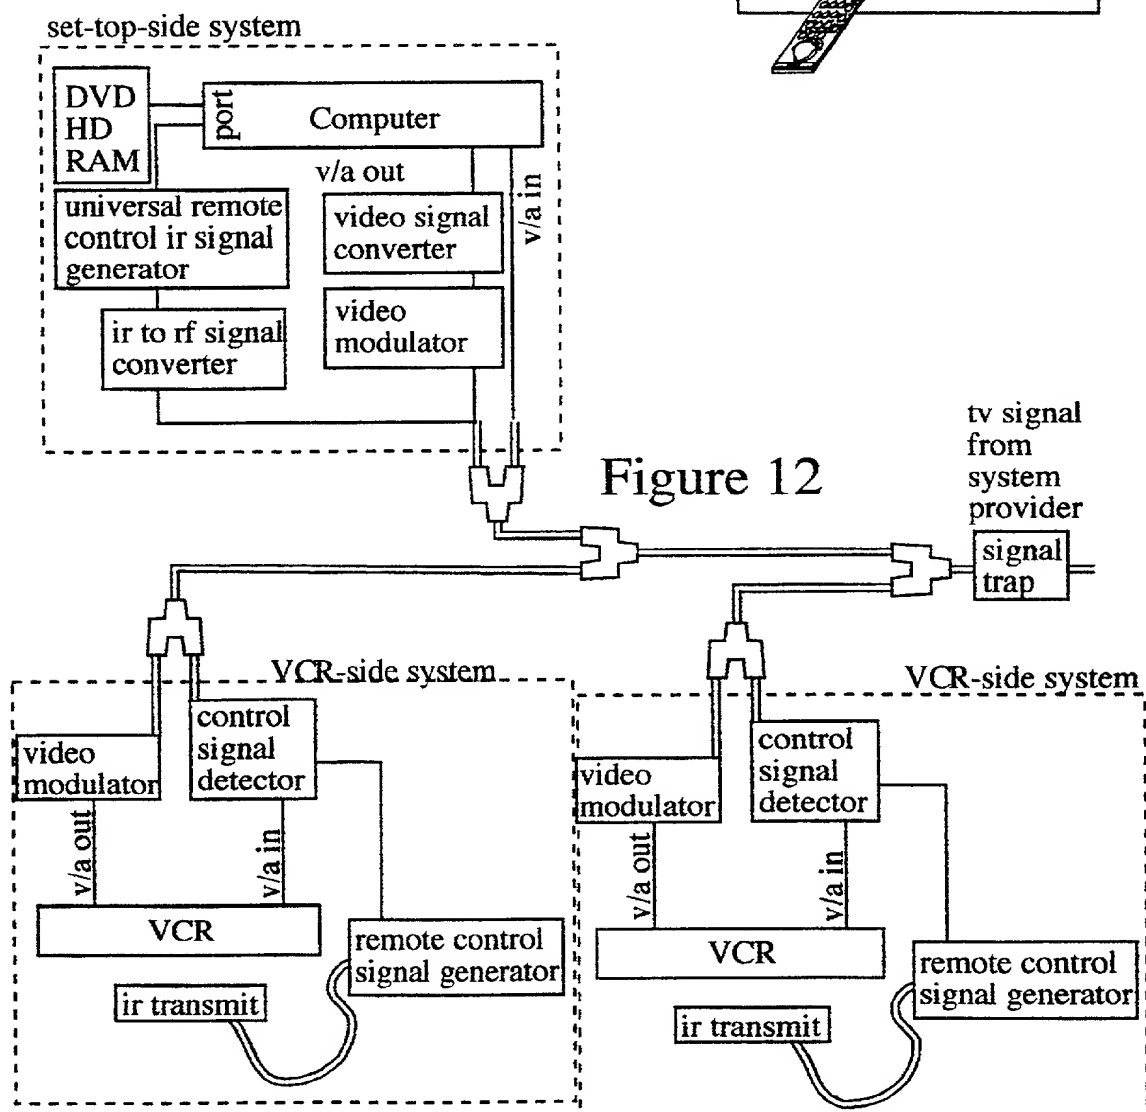 set-top-side system
DVD
HD
RAM
port
Computer
v/a out
v/a in
universal remote
control ir signal
generator
video signal
converter
ir to rf signal
converter
video
modulator
Figure 12
tv signal
from
system
provider
signal
trap
VCR-side system
video
modulator
control
signal
detector
v/a out
v/a in
VCR
remote control
signal generator
ir transmit
VCR-side system
video
modulator
control
signal
detector
v/a out
v/a in
VCR
remote control
signal generator
ir transmit